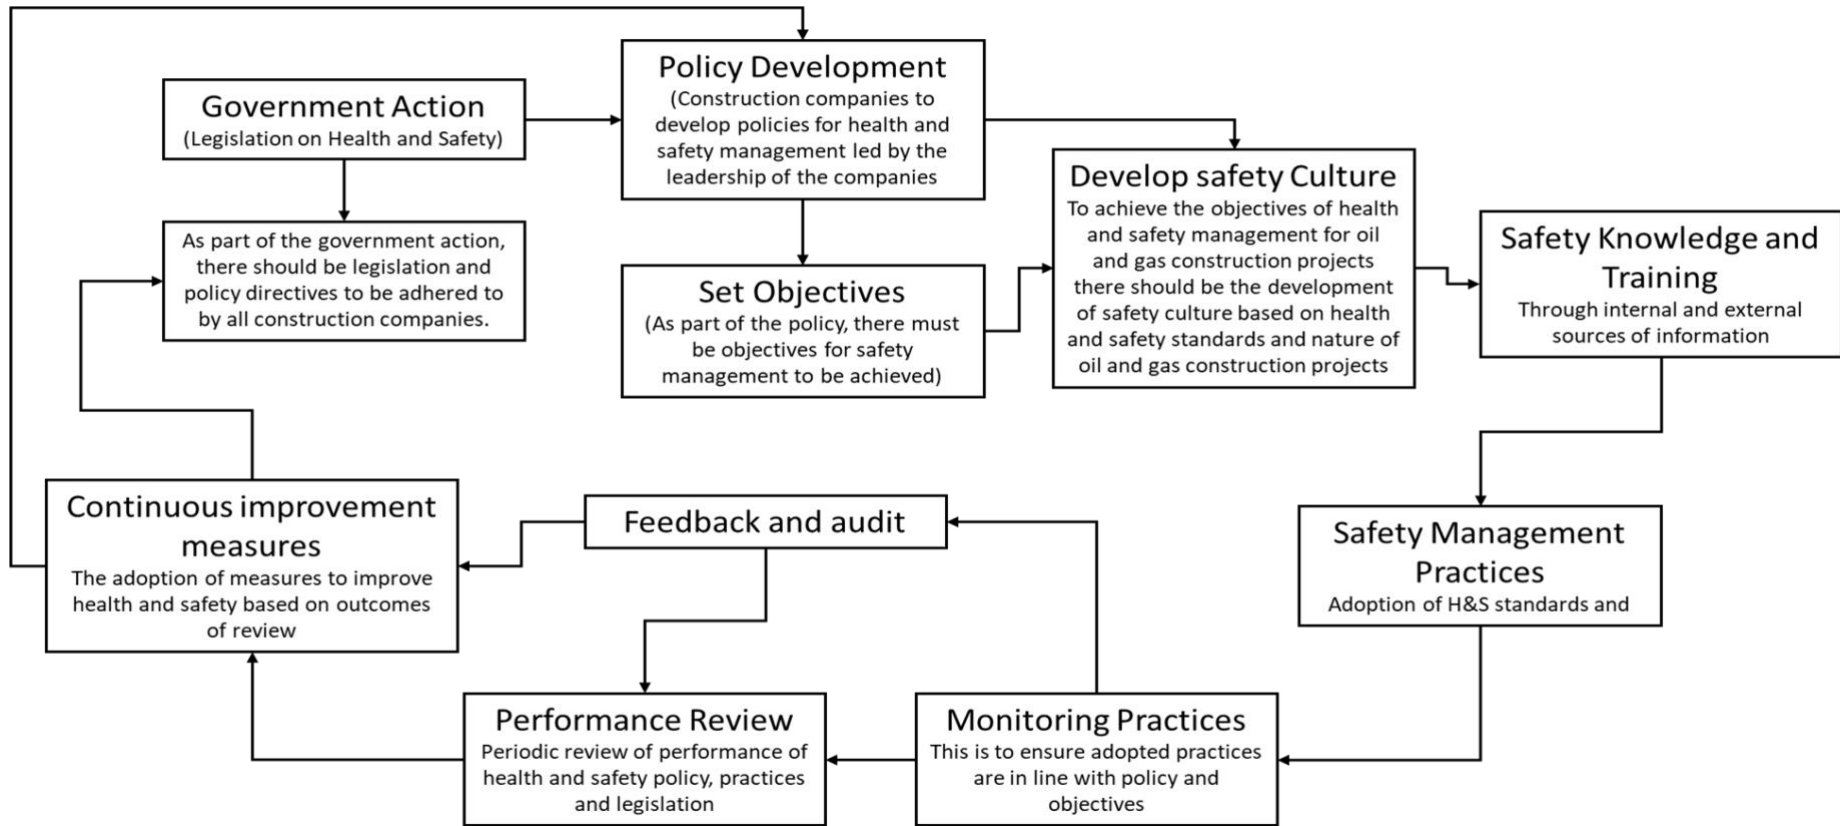 Government Action
(Legislation on Health and Safety)
As part of the government action,
there should be legislation and
policy directives to be adhered to
by all construction companies.
Policy Development
(Construction companies to
develop policies for health and
safety management led by the
leadership of the companies
Set Objectives
(As part of the policy, there must
be objectives for safety
management to be achieved)
Develop safety Culture
To achieve the objectives of health
and safety management for oil
and gas construction projects
there should be the development
of safety culture based on health
and safety standards and nature of
oil and gas construction projects
Safety Knowledge and
Training
Through internal and external
sources of information
Safety Management
Practices
Adoption of H&S standards and
Monitoring Practices
This is to ensure adopted practices
are in line with policy and
objectives
Feedback and audit
Performance Review
Periodic review of performance of
health and safety policy, practices
and legislation
Continuous improvement
measures
The adoption of measures to improve
health and safety based on outcomes
of review